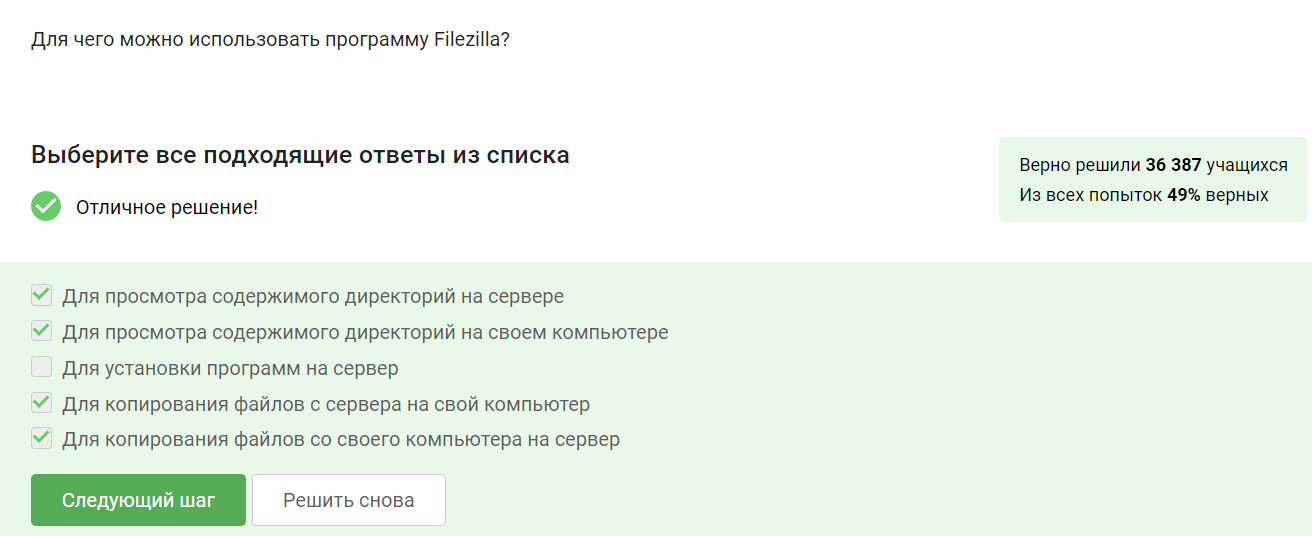 Для чего можно использовать программу Filezilla?
Выберите все подходящие ответы из списка
Отличное решение!
Верно решили 36 387 учащихся
Из всех попыток 49% верных
Для просмотра содержимого директорий на сервере
Для просмотра содержимого директорий на своем компьютере
Для установки программ на сервер
Для копирования файлов с сервера на свой компьютер
Для копирования файлов со своего компьютера на сервер
Следующий шаг
Решить снова